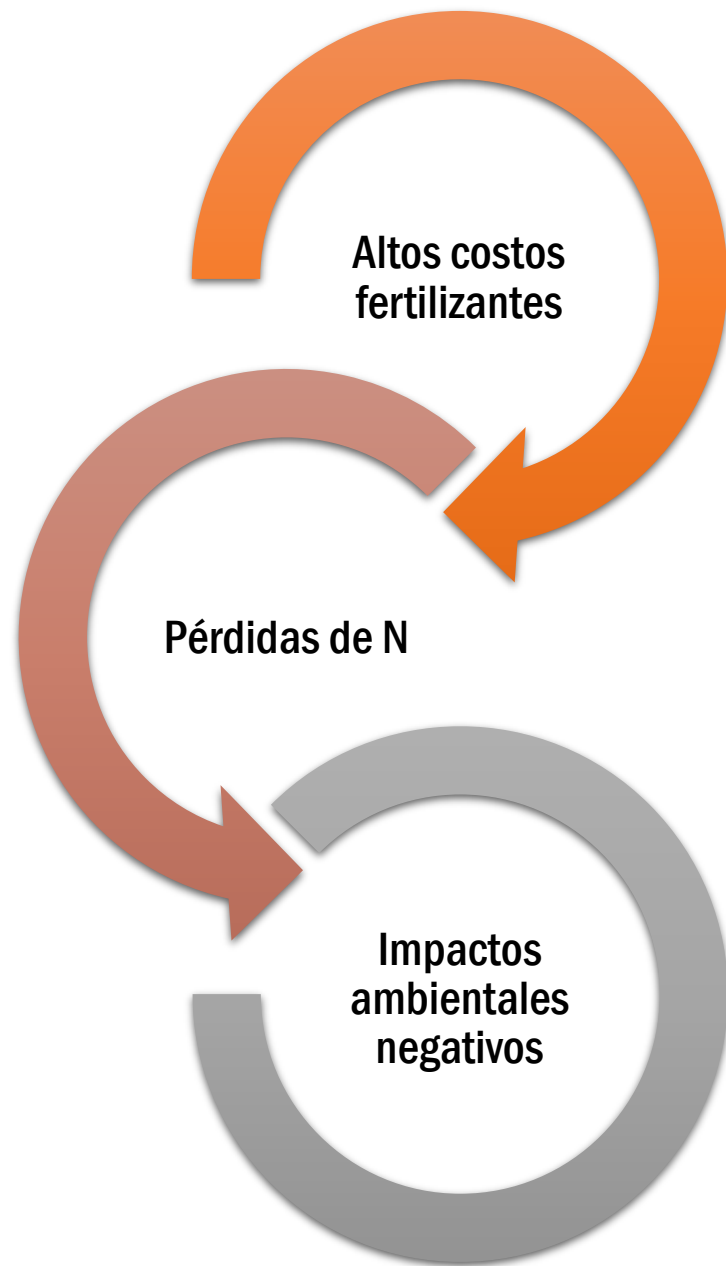 Altos costos
fertilizantes
Pérdidas de N
Impactos
ambientales
negativos